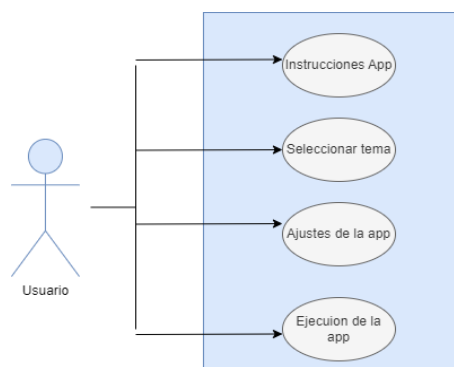 Instrucciones App
Seleccionar tema
Ajustes de la app
Usuario
Ejecuion de la
app